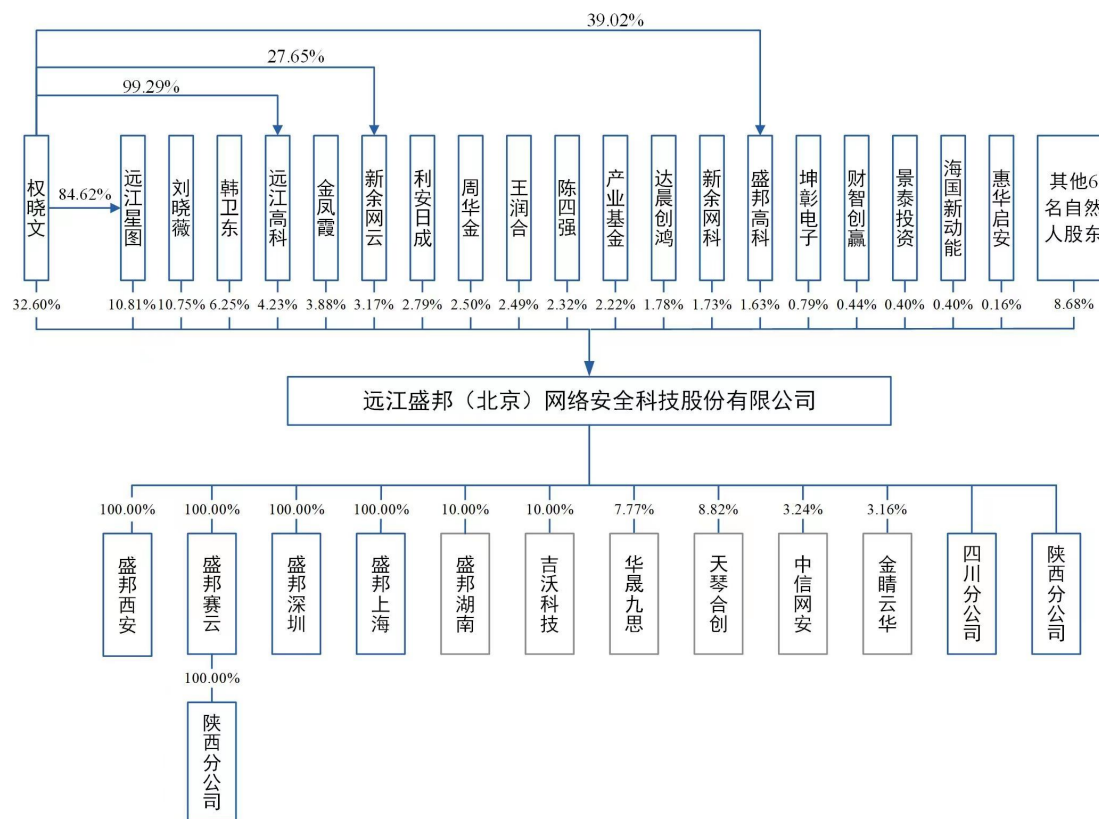 39.02%
27.65%
99.29%
84.62%
权晓文
远江星图
刘晓薇
韩卫东
远江高科
金凤霞
新余网云
利安日成
周华金
王润合
陈四强
产业基金
达晨创鸿
新余网科
盛邦高科
坤彰电子
财智创赢
景泰投资
海国新动能
惠华启安
其他6
名自然
人股东
32.60%
10.81%
10.75%
6.25%
4.23%
3.88%
3.17%
2.79%
2.50%
2.49%
2.32%
2.22%
1.78%
1.73%
1.63%
0.79%
0.44%
0.40%
0.40%
0.16%
8.68%
远江盛邦（北京）网络安全科技股份有限公司
100.00%
100.00%
100.00%
100.00%
10.00%
10.00%
7.77%
8.82%
3.24%
3.16%
盛邦西安
盛邦赛云
盛邦深圳
盛邦上海
盛邦湖南
吉沃科技
华晟九思
天琴合创
中信网安
金睛云华
四川分公司
陕西分公司
100.00%
陕西分公司